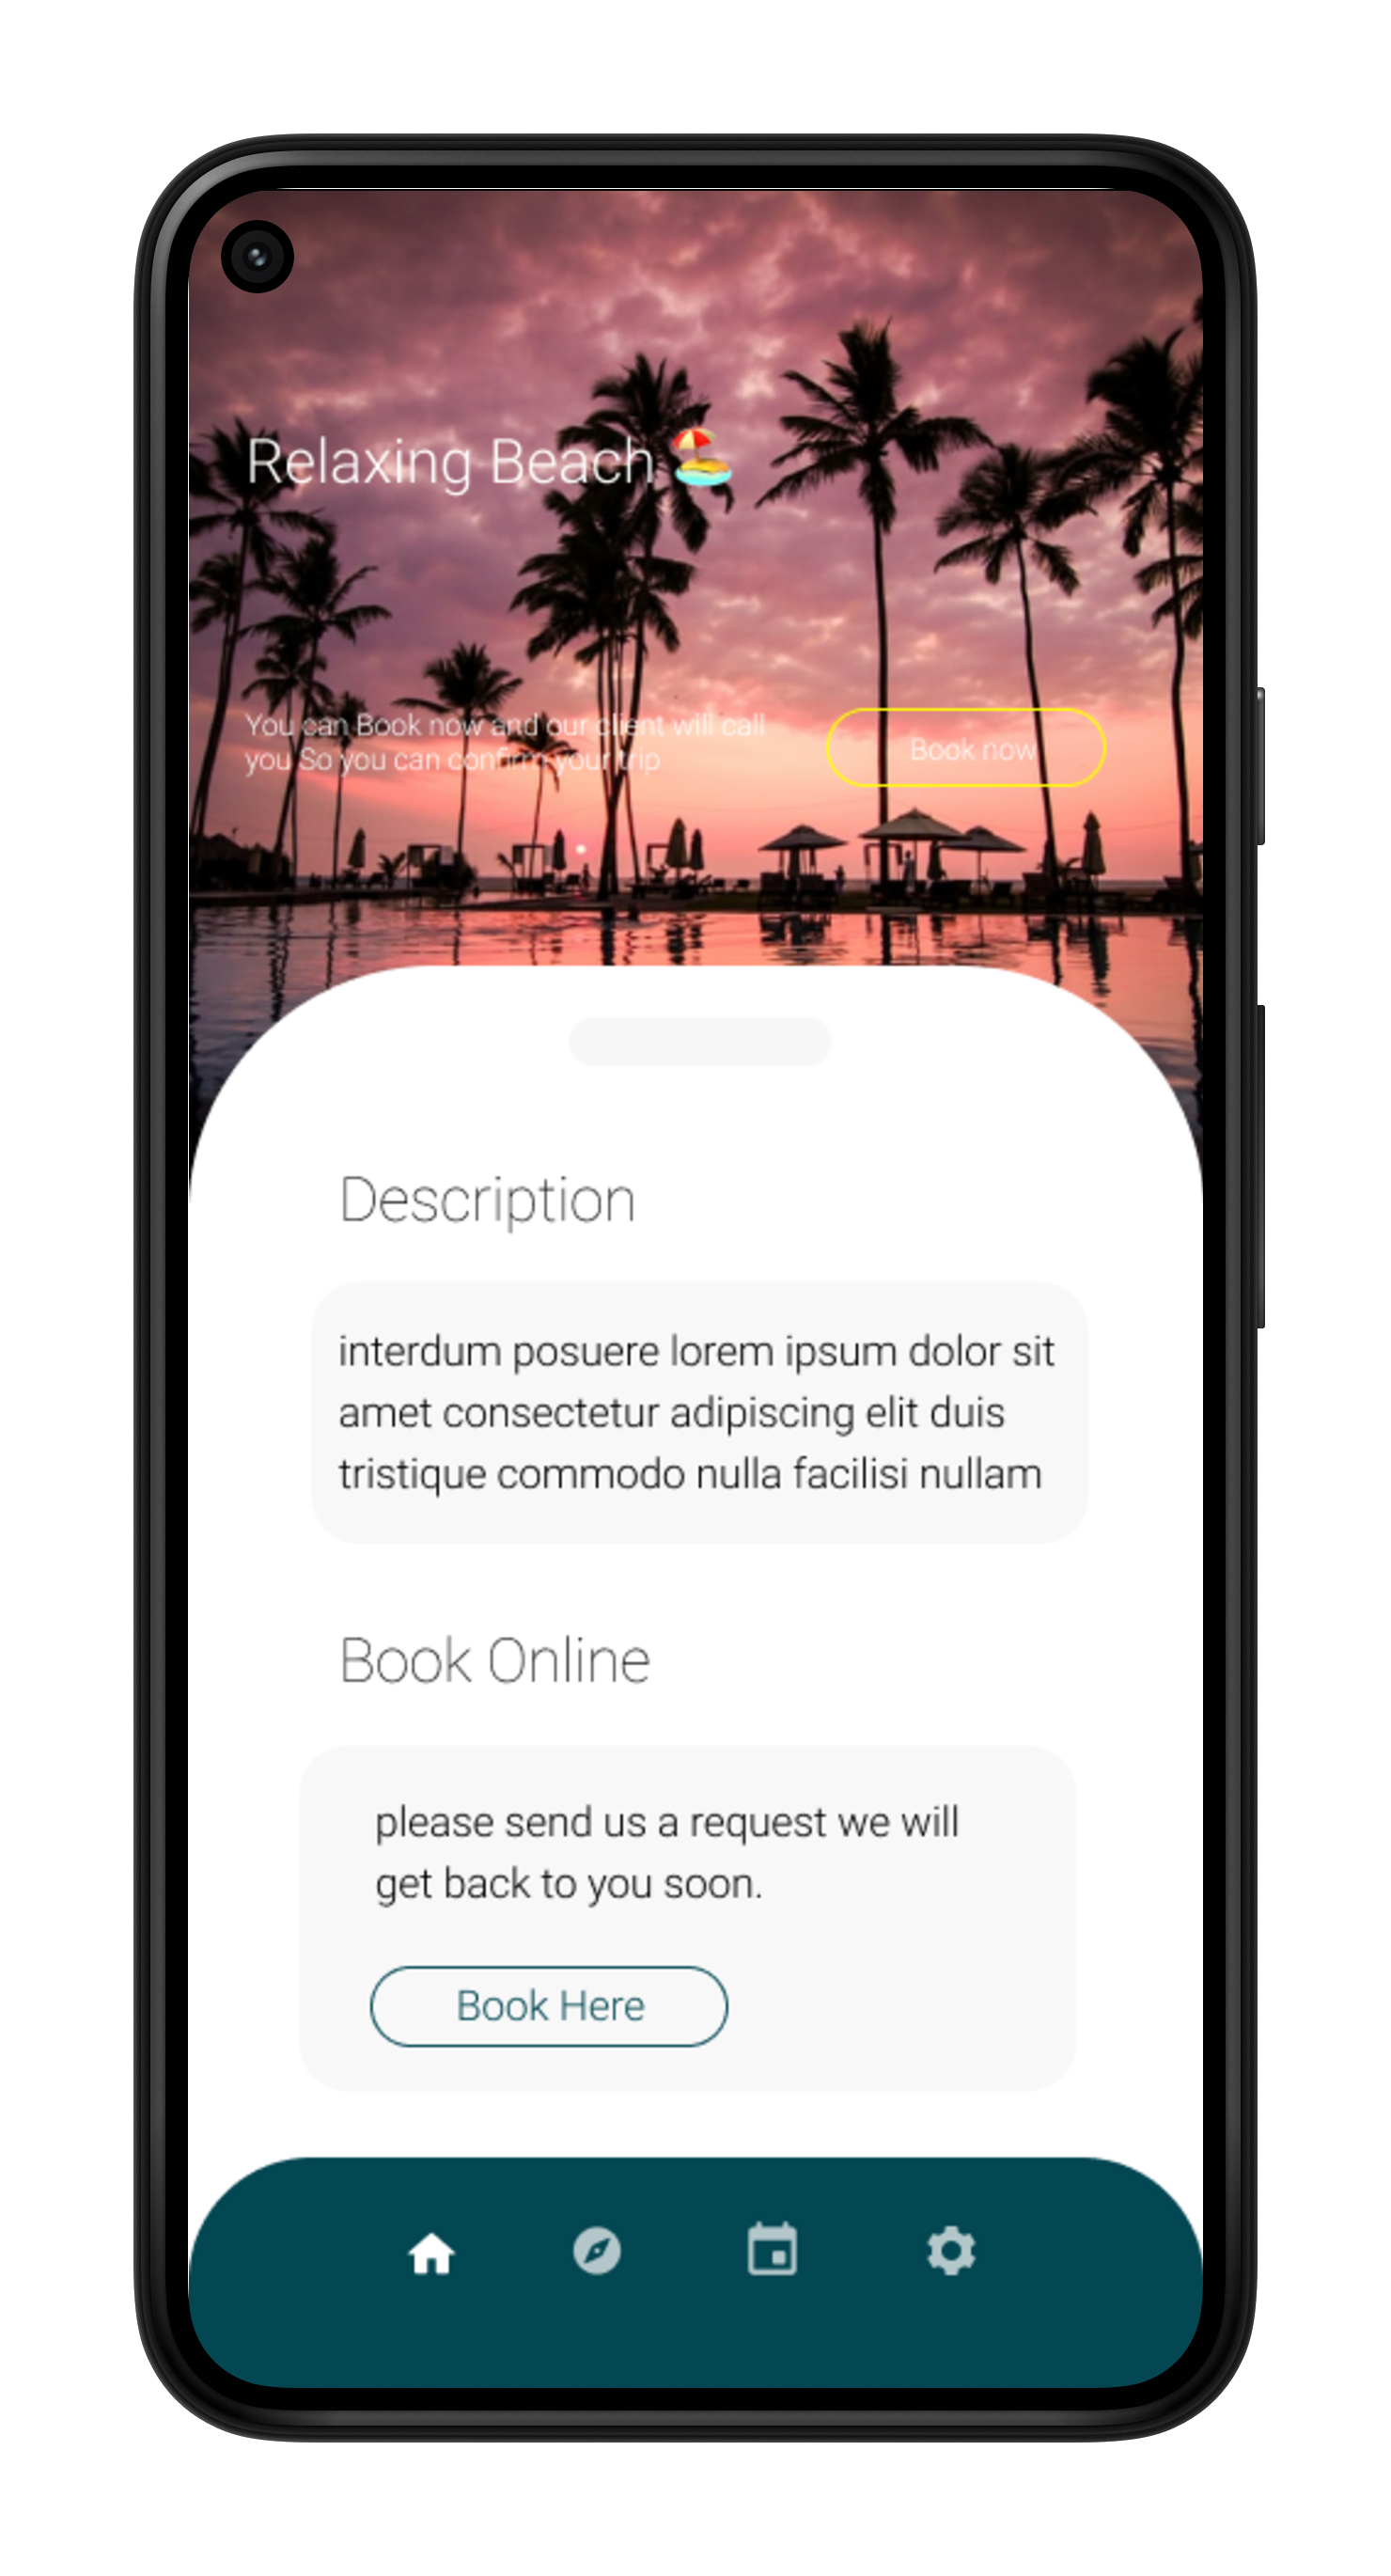 Relaxing Beach 🏖️
You can Book now and our client will call
you So you can confirm your trip
Book now
Description
interdum posuere lorem ipsum dolor sit
amet consectetur adipiscing elit duis
tristique commodo nulla facilisi nullam
Book Online
please send us a request we will
get back to you soon.
Book Here